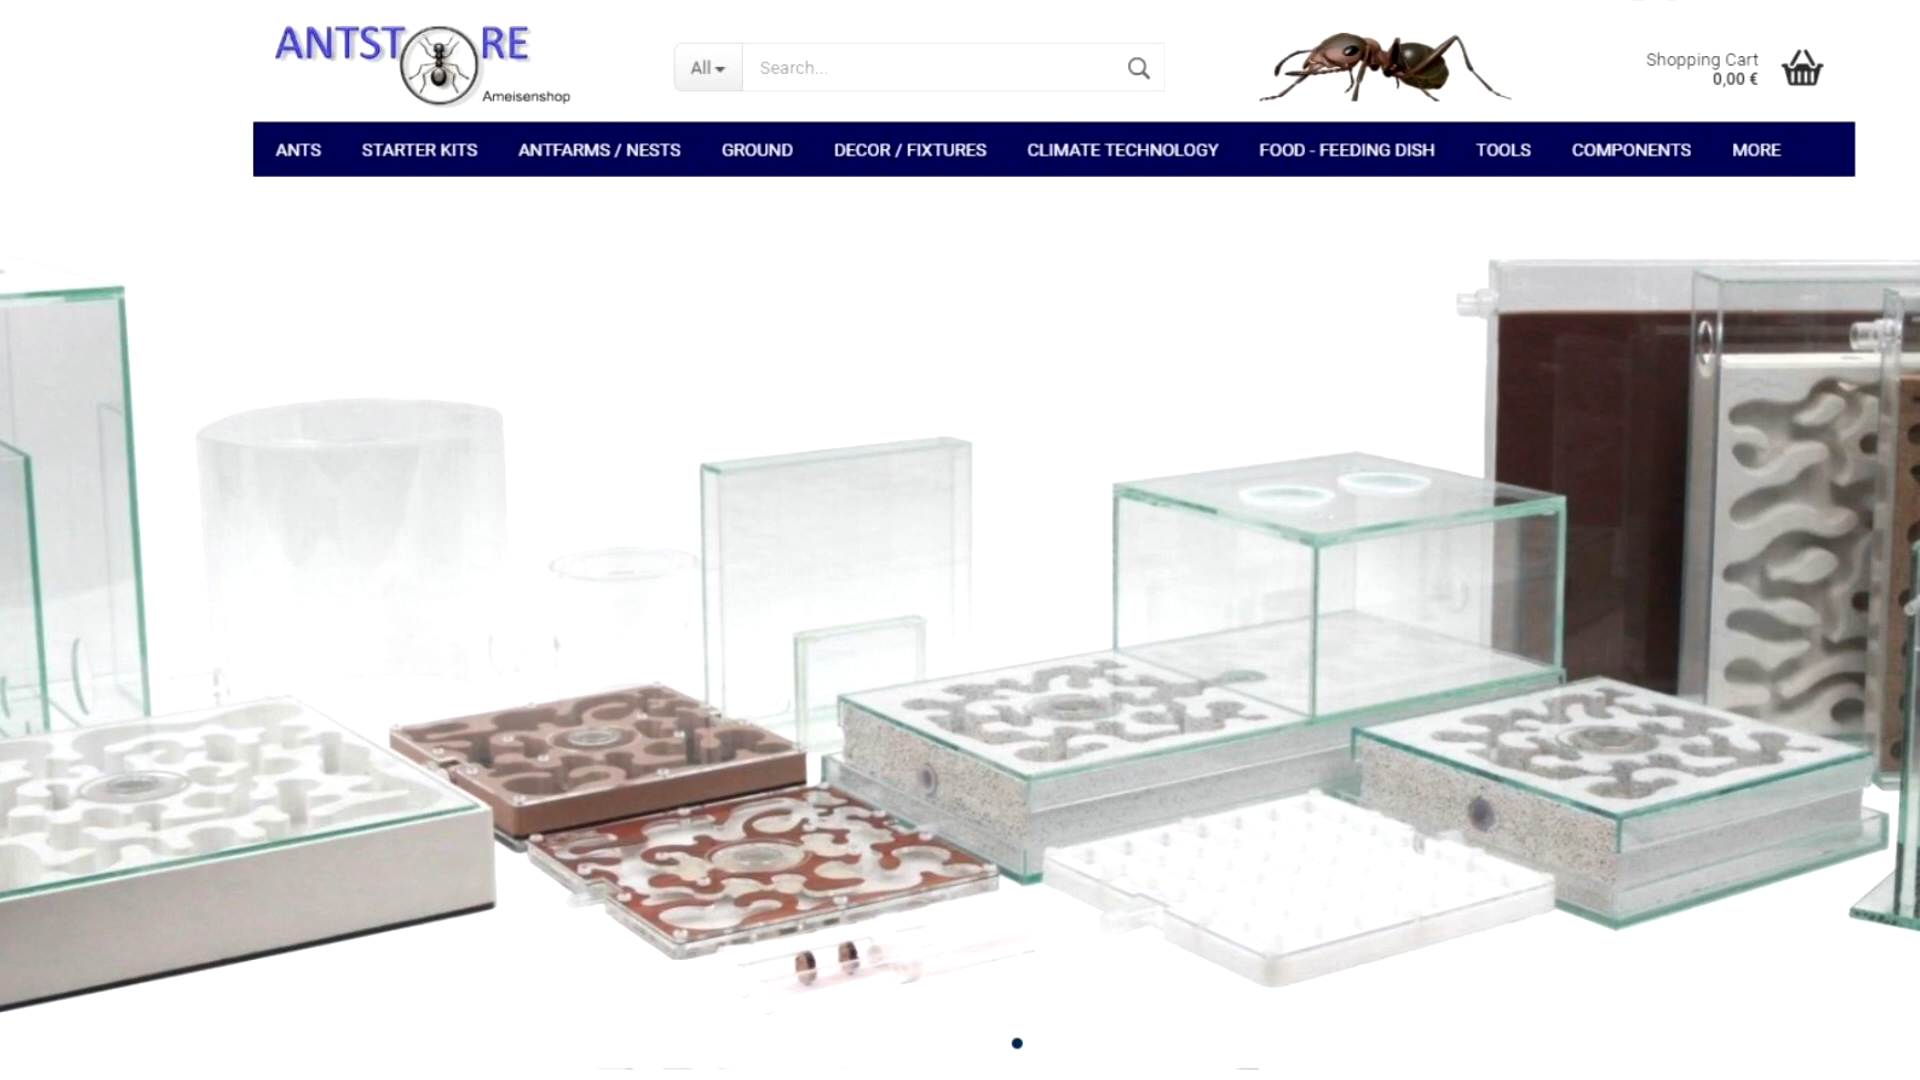 ANTSTORE
Ameisenshop
All
Search...
Shopping Cart
0,00 €
ANTS
STARTER KITS
ANTFARMS / NESTS
GROUND
DECOR / FIXTURES
CLIMATE TECHNOLOGY
FOOD - FEEDING DISH
TOOLS
COMPONENTS
MORE